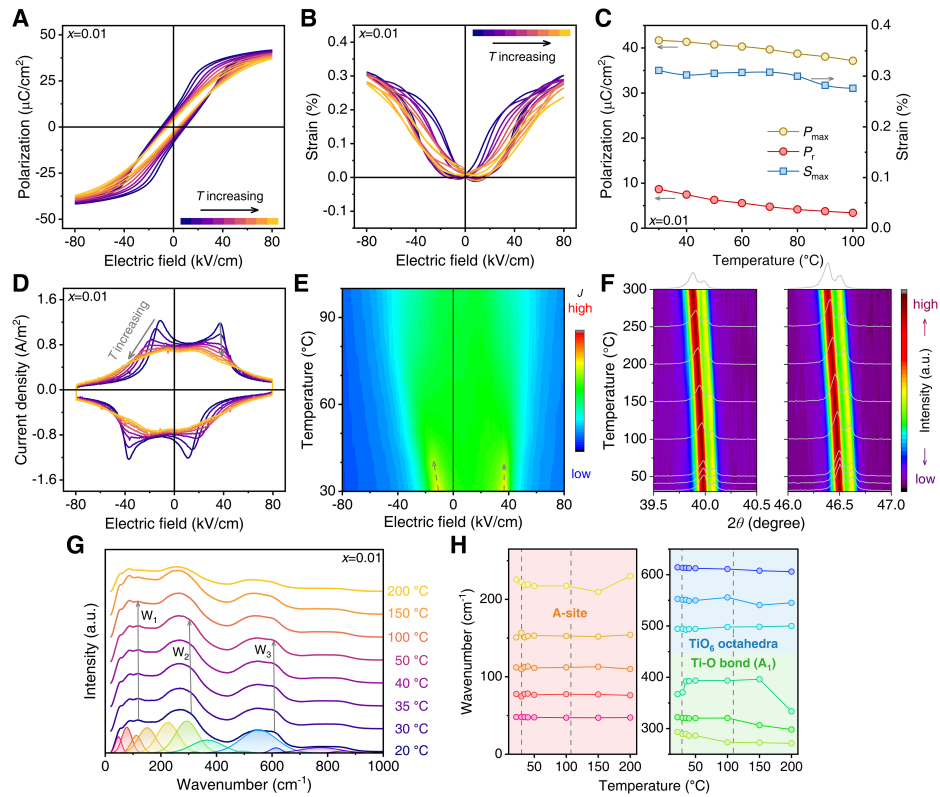 A
x=0.01
Polarization (μC/cm²)
50
25
0
-25
-50
T increasing
-80 -40 0 40 80
Electric field (kV/cm)
B
x=0.01
T increasing
Strain (%)
0.4
0.3
0.2
0.1
0.0
-0.1
-80 -40 0 40 80
Electric field (kV/cm)
C
Polarization (μC/cm²)
40
30
20
10
0
Pmax
Pr
Smax
x=0.01
0.4
0.3
0.2
0.1
0.0
Strain (%)
40 60 80 100
Temperature (°C)
D
x=0.01
T increasing
Current density (A/m²)
1.6
0.8
0.0
-0.8
-1.6
-80 -40 0 40 80
Electric field (kV/cm)
E
Temperature (°C)
90
60
30
-80 -40 0 40 80
Electric field (kV/cm)
J
high
low
F
Temperature (°C)
300
250
200
150
100
50
39.5 40.0 40.5
46.0 46.5 47.0
2θ (degree)
high
Intensity (a.u.)
low
G
x=0.01
Intensity (a.u.)
W1
W2
W3
200 °C
150 °C
100 °C
50 °C
40 °C
35 °C
30 °C
20 °C
0 200 400 600 800 1000
Wavenumber (cm⁻¹)
H
Wavenumber (cm⁻¹)
200
100
0
A-site
50 100 150 200
600
500
400
300
TiO6 octahedra
Ti-O bond (A1)
50 100 150 200
Temperature (°C)